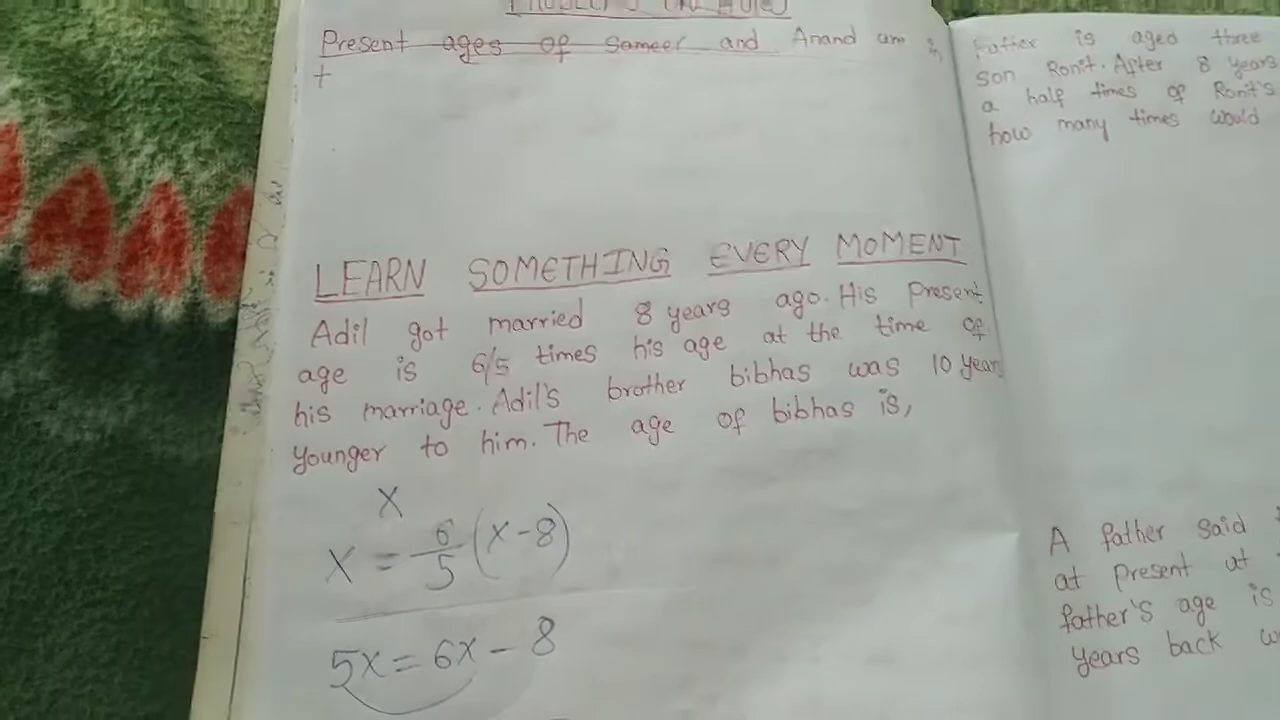 Present ages of Sameer and Anand are in
t
LEARN SOMETHING EVERY MOMENT
Adil got married 8 years ago. His present
age is 6/5 times his age at the time of
his marriage. Adil's brother bibhas was 10 years
younger to him. The age of bibhas is,
x
x = 6/5 (x-8)
5x = 6x - 8
Father is aged three
son Ronit. After 8 years
a half times of Ronit's
how many times would
A father said
at present at
father's age is
years back